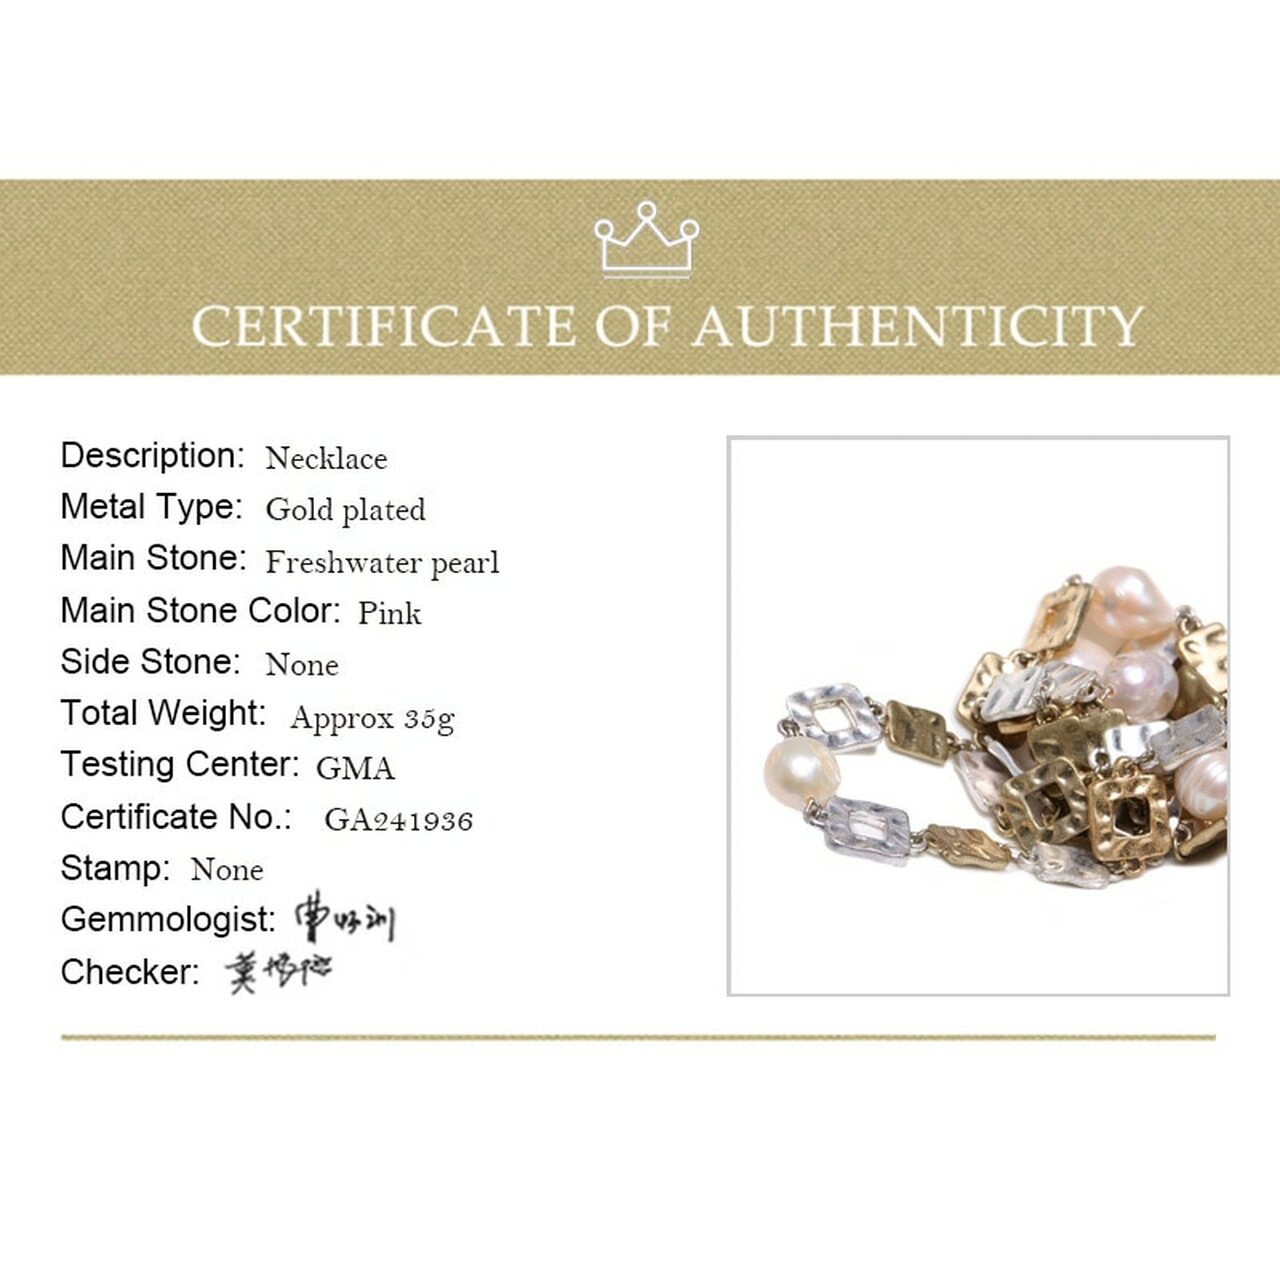 CERTIFICATE OF AUTHENTICITY
Description: Necklace
Metal Type: Gold plated
Main Stone: Freshwater pearl
Main Stone Color: Pink
Side Stone: None
Total Weight: Approx 35g
Testing Center: GMA
Certificate No.: GA241936
Stamp: None
Gemmologist:
Checker: